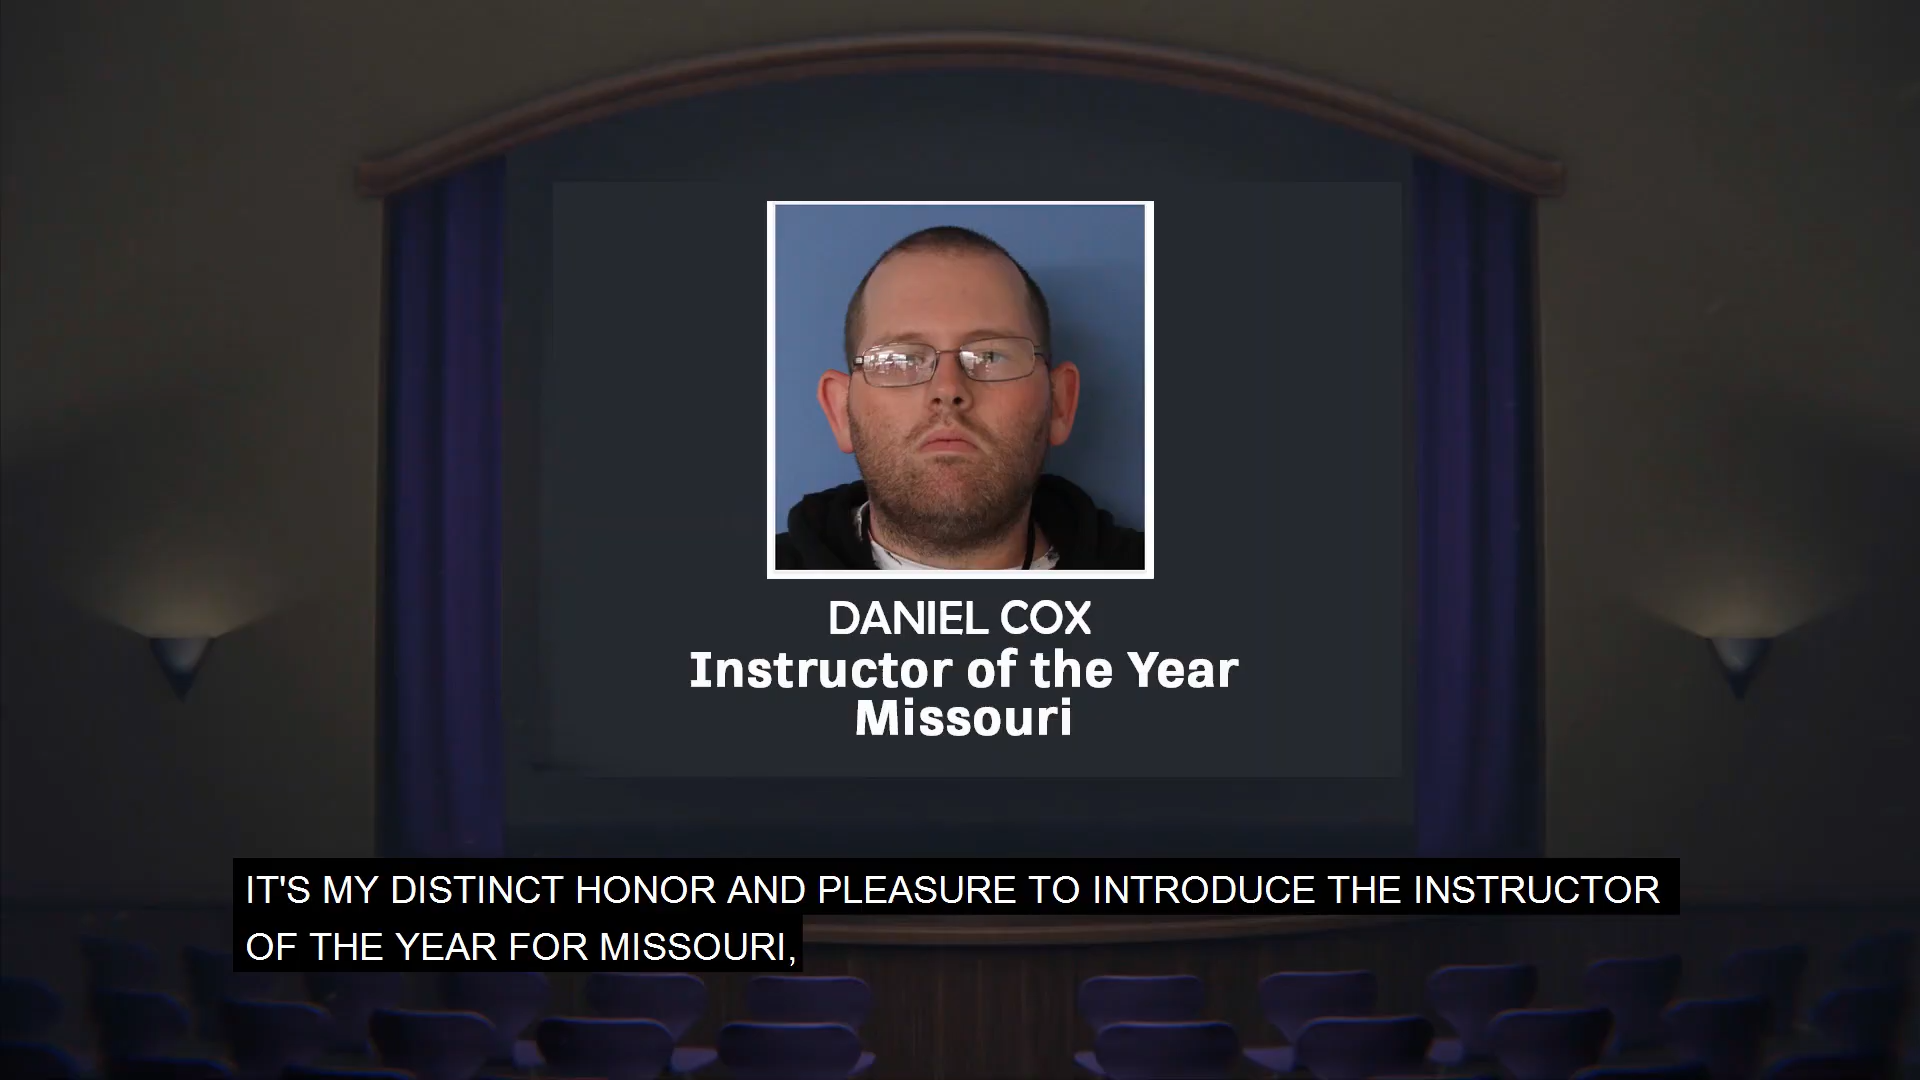 DANIEL COX
Instructor of the Year
Missouri
IT'S MY DISTINCT HONOR AND PLEASURE TO INTRODUCE THE INSTRUCTOR
OF THE YEAR FOR MISSOURI,